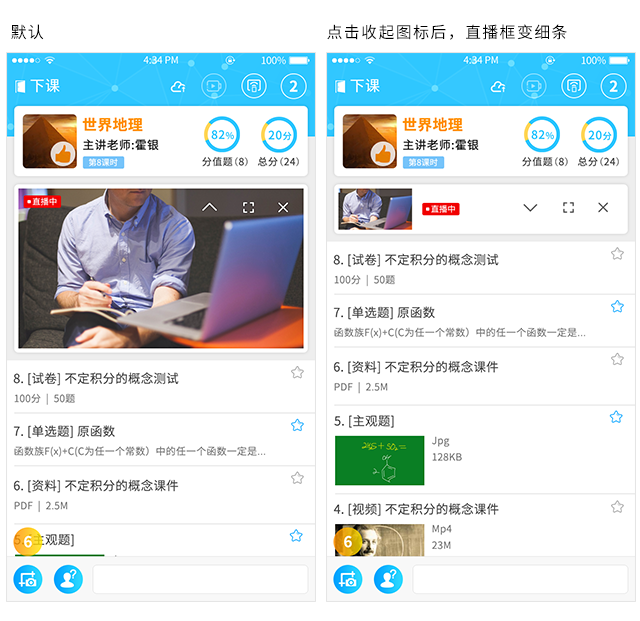 默认
4:34 PM
100%
下课
2
世界地理
主讲老师:霍银
第8课时
82%
20分
分值题（8）
总分（24）
直播中
8. [试卷] 不定积分的概念测试
100分 | 50题
7. [单选题] 原函数
函数族F(x)+C(C为任一个常数）中的任一个函数一定是...
6. [资料] 不定积分的概念课件
PDF | 2.5M
5. [主观题]
6
点击收起图标后，直播框变细条
4:34 PM
100%
下课
2
世界地理
主讲老师:霍银
第8课时
82%
20分
分值题（8）
总分（24）
直播中
8. [试卷] 不定积分的概念测试
100分 | 50题
7. [单选题] 原函数
函数族F(x)+C(C为任一个常数）中的任一个函数一定是...
6. [资料] 不定积分的概念课件
PDF | 2.5M
5. [主观题]
Jpg
128KB
4. [视频] 不定积分的概念课件
Mp4
23M
6